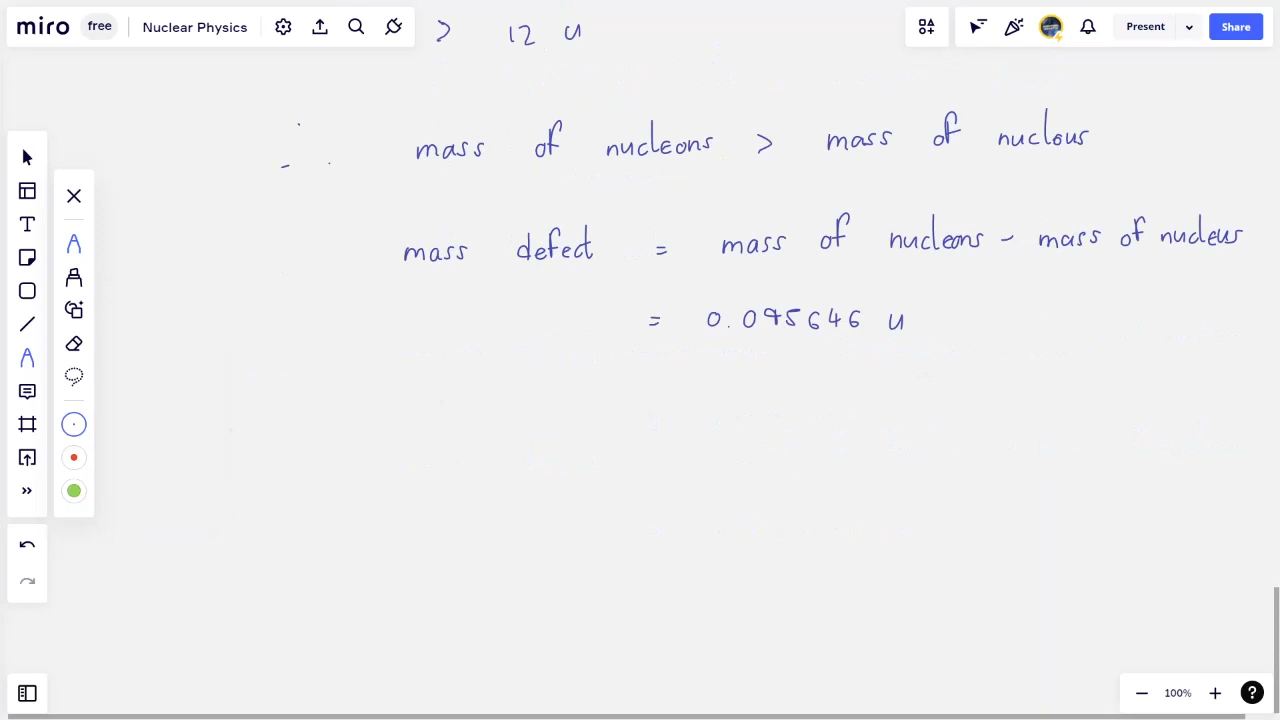 miro free Nuclear Physics Present Share
> 12 u
∴ mass of nucleons > mass of nuclous
mass defect = mass of nucleons - mass of nucleus
= 0.095646 u
100% ?